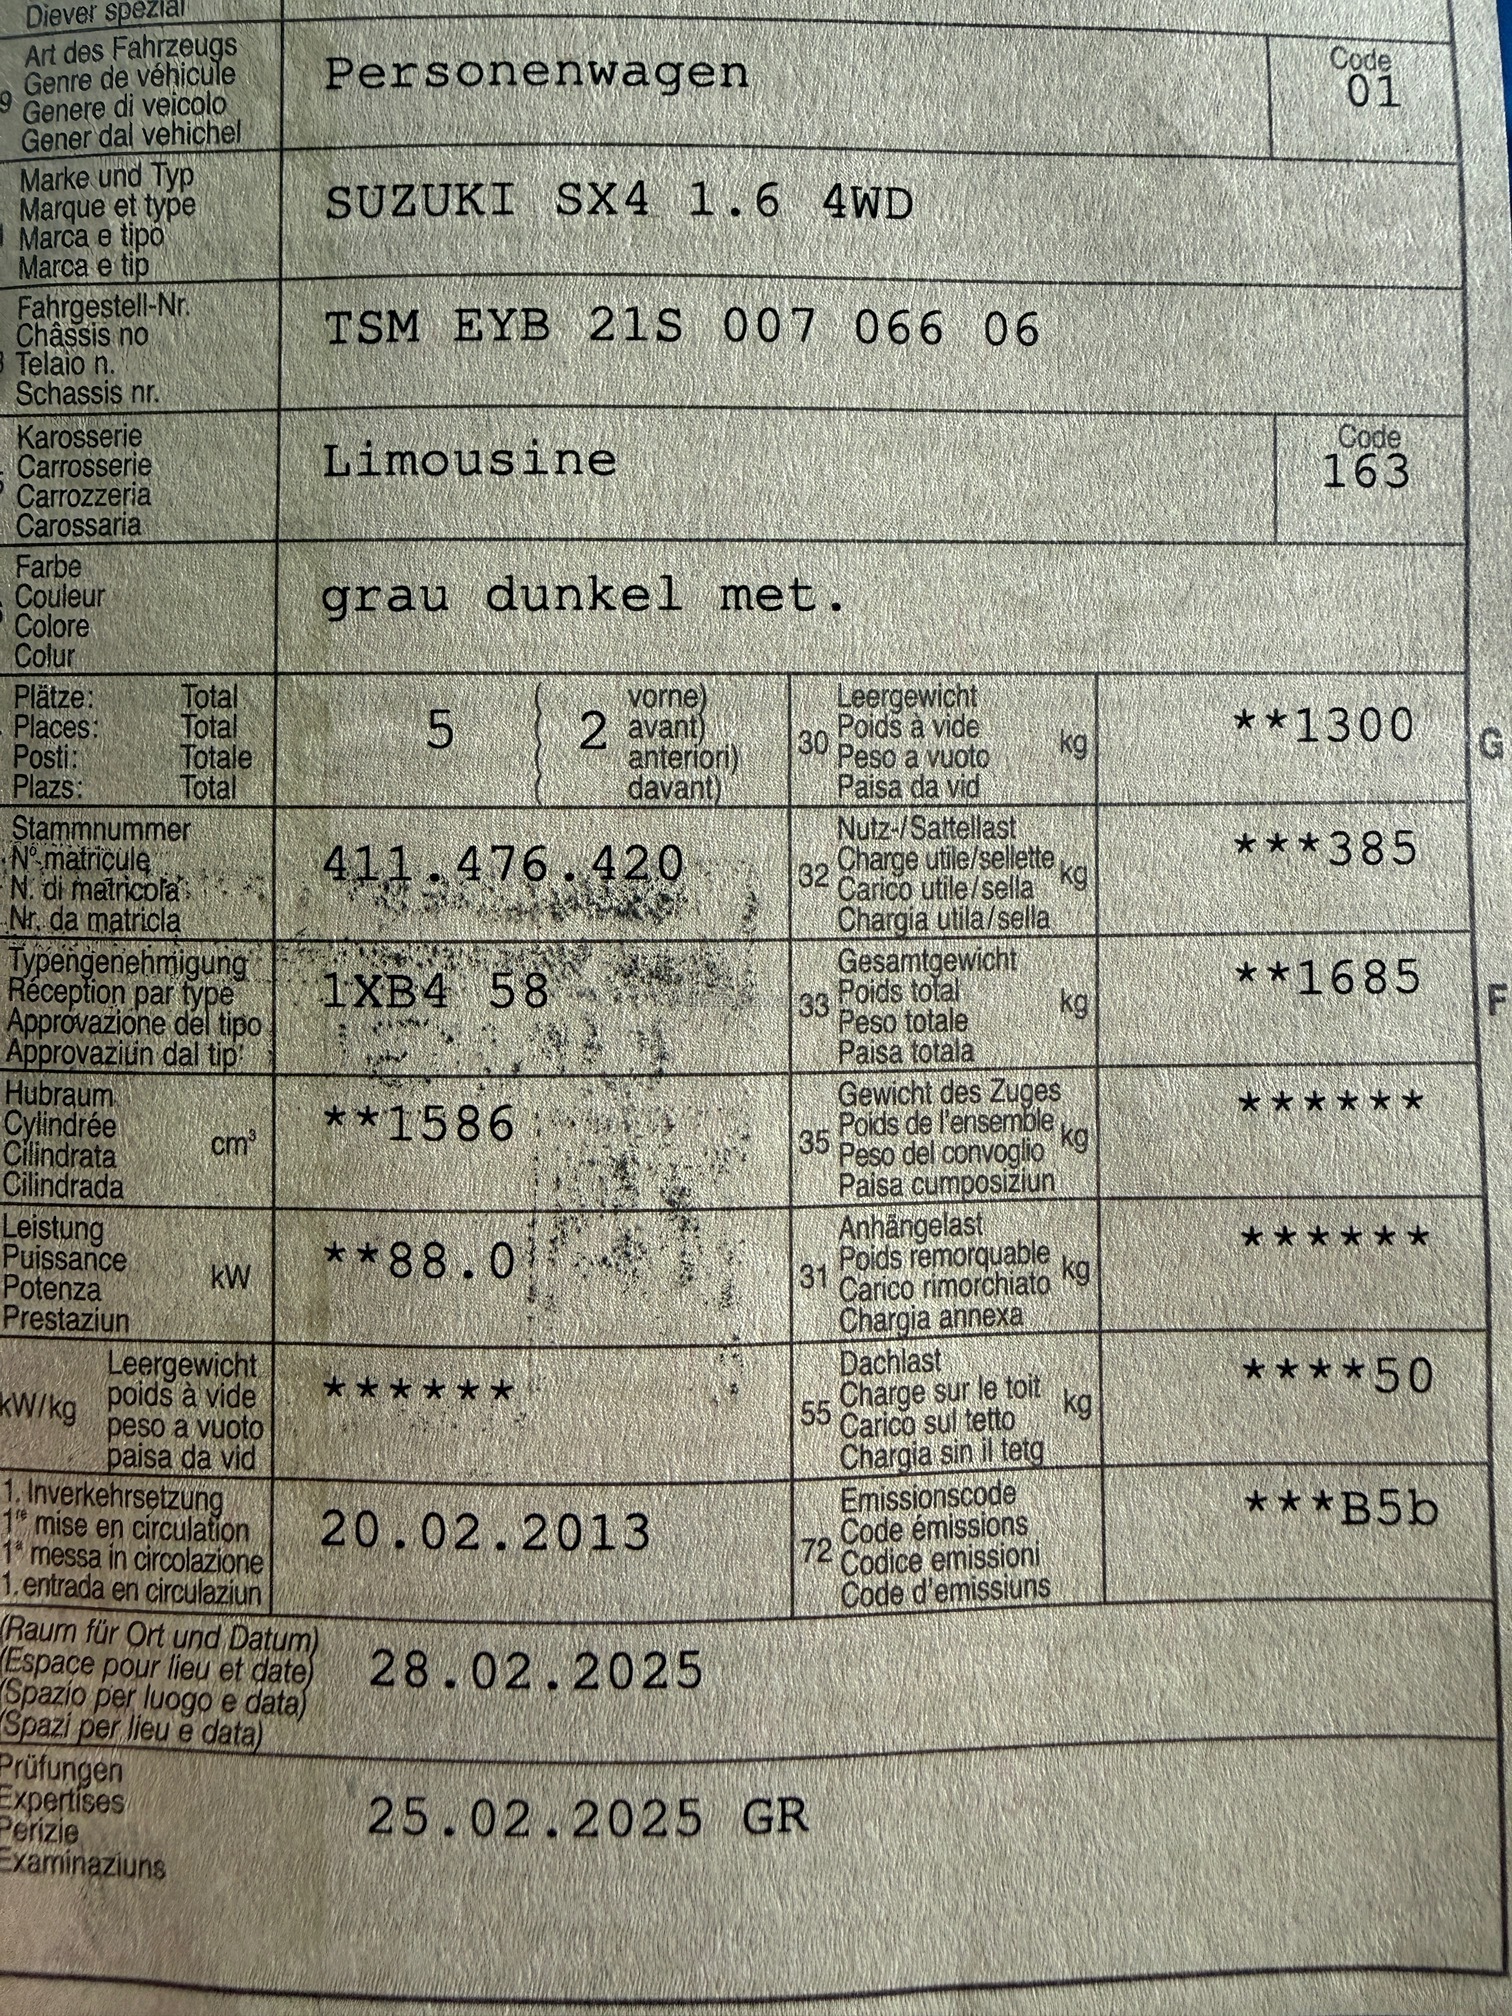 Diever spezial
Art des Fahrzeugs
Genre de véhicule
9 Genere di veicolo
Gener dal vehichel
Personenwagen
Code
01
Marke und Typ
Marque et type
Marca e tipo
Marca e tip
SUZUKI SX4 1.6 4WD
Fahrgestell-Nr.
Châssis no
Telaio n.
Schassis nr.
TSM EYB 21S 007 066 06
Karosserie
Carrosserie
Carrozzeria
Carossaria
Limousine
Code
163
Farbe
Couleur
Colore
Colur
grau dunkel met.
Plätze: Total
Places: Total
Posti: Totale
Plazs: Total
5 ( 2 vorne)
avant)
anteriori)
( davant)
30 Leergewicht
Poids à vide
Peso a vuoto
Paisa da vid
kg
**1300
G
Stammnummer
N° matricule
N. di matricola
Nr. da matricla
411.476.420
32 Nutz-/Sattellast
Charge utile/sellette
Carico utile/sella
Chargia utila/sella
kg
***385
Typengenehmigung
Réception par type
Approvazione del tipo
Approvaziun dal tip
1XB4 58
33 Gesamtgewicht
Poids total
Peso totale
Paisa totala
kg
**1685
F
Hubraum
Cylindrée
Cilindrata
Cilindrada
cm³
**1586
35 Gewicht des Zuges
Poids de l'ensemble
Peso del convoglio
Paisa cumposiziun
kg
******
Leistung
Puissance
Potenza
Prestaziun
kW
**88.0
31 Anhängelast
Poids remorquable
Carico rimorchiato
Chargia annexa
kg
******
kW/kg
Leergewicht
poids à vide
peso a vuoto
paisa da vid
******
55 Dachlast
Charge sur le toit
Carico sul tetto
Chargia sin il tetg
kg
****50
1. Inverkehrsetzung
1re mise en circulation
1a messa in circolazione
1. entrada en circulaziun
20.02.2013
72 Emissionscode
Code émissions
Codice emissioni
Code d'emissiuns
***B5b
(Raum für Ort und Datum)
(Espace pour lieu et date)
(Spazio per luogo e data)
(Spazi per lieu e data)
28.02.2025
Prüfungen
Expertises
Perizie
Examinaziuns
25.02.2025 GR